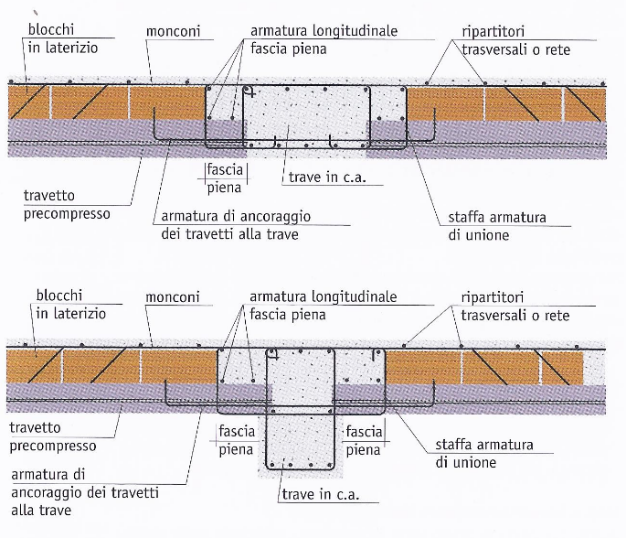 blocchi
in laterizio
monconi
armatura longitudinale
fascia piena
ripartitori
trasversali o rete
fascia
piena
trave in c.a.
travetto
precompresso
armatura di ancoraggio
dei travetti alla trave
staffa armatura
di unione
blocchi
in laterizio
monconi
armatura longitudinale
fascia piena
ripartitori
trasversali o rete
travetto
precompresso
fascia
piena
fascia
piena
staffa armatura
di unione
armatura di
ancoraggio dei travetti
alla trave
trave in c.a.